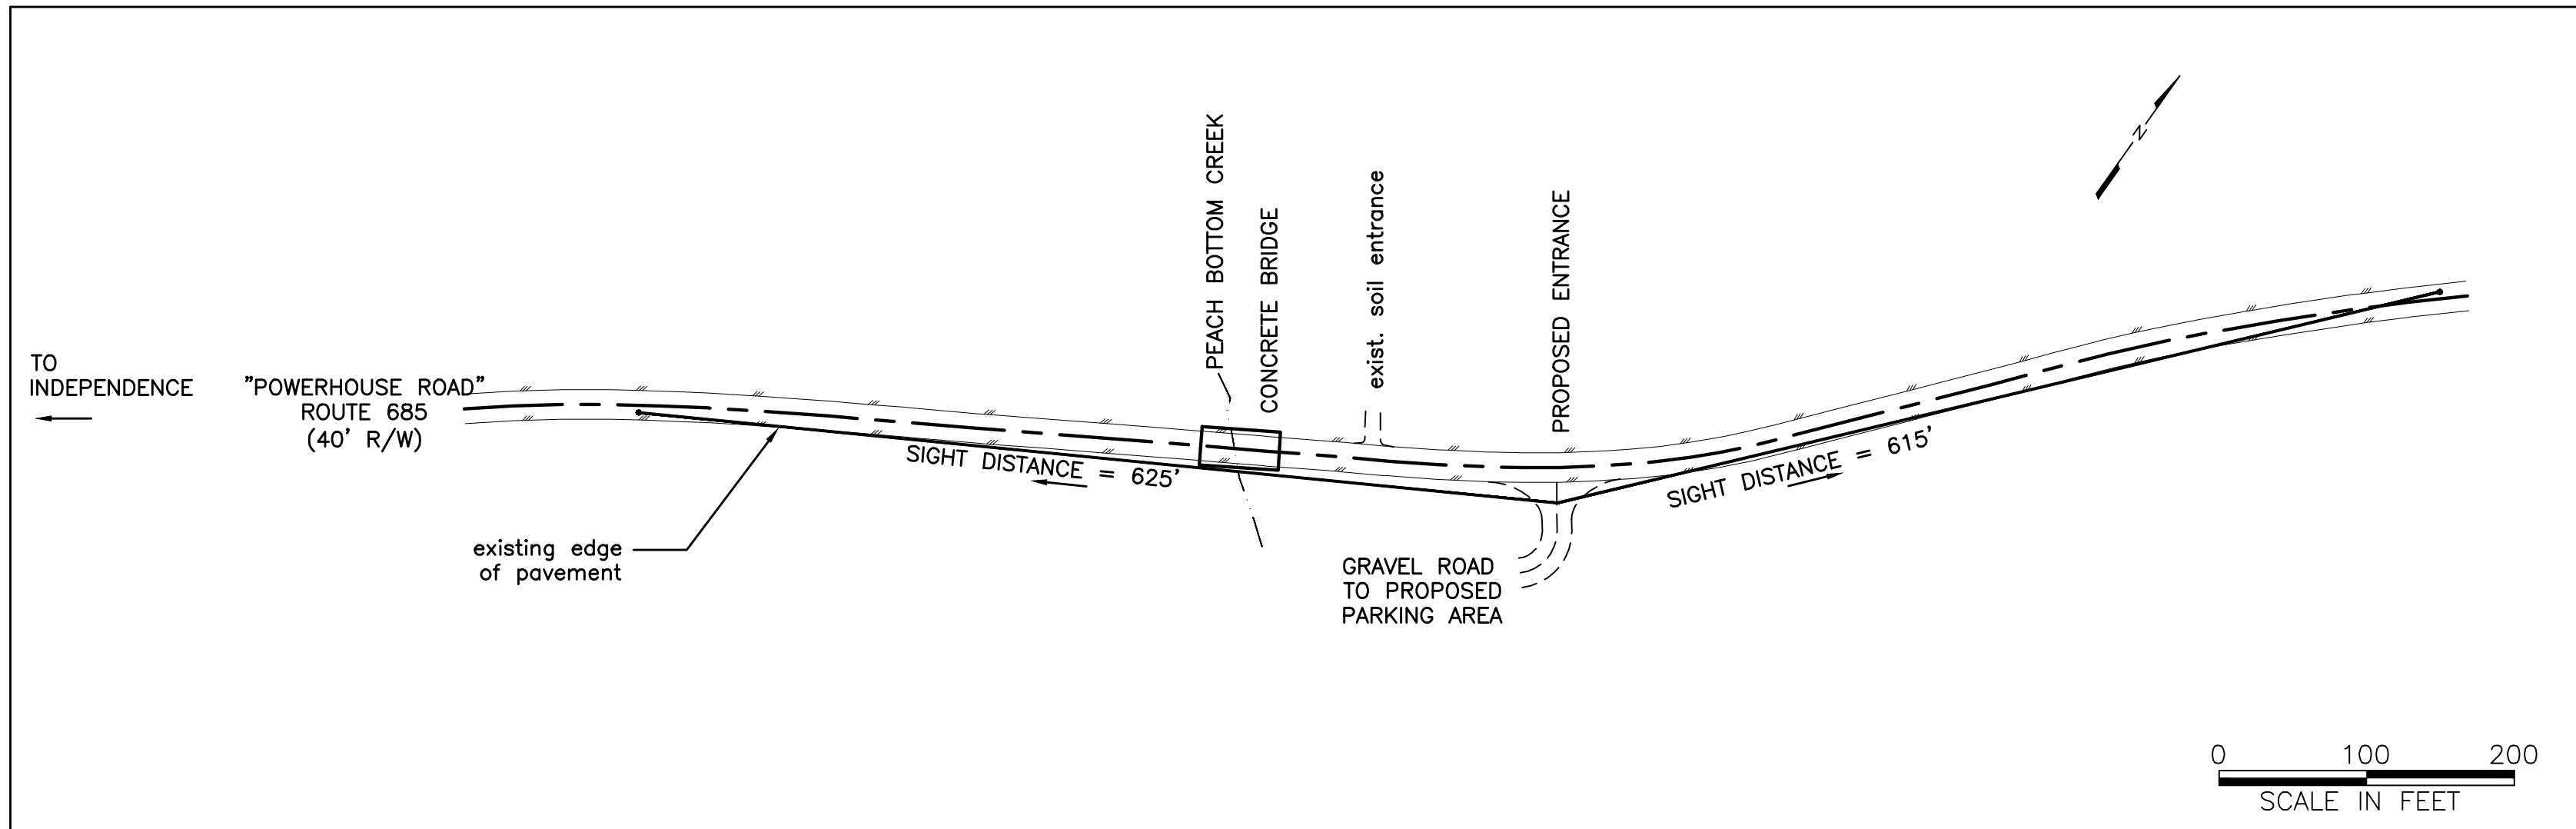 PEACH BOTTOM CREEK
CONCRETE BRIDGE
exist. soil entrance
PROPOSED ENTRANCE
N
TO
INDEPENDENCE
"POWERHOUSE ROAD"
ROUTE 685
(40' R/W)
SIGHT DISTANCE = 625'
SIGHT DISTANCE = 615'
existing edge
of pavement
GRAVEL ROAD
TO PROPOSED
PARKING AREA
0 100 200
SCALE IN FEET